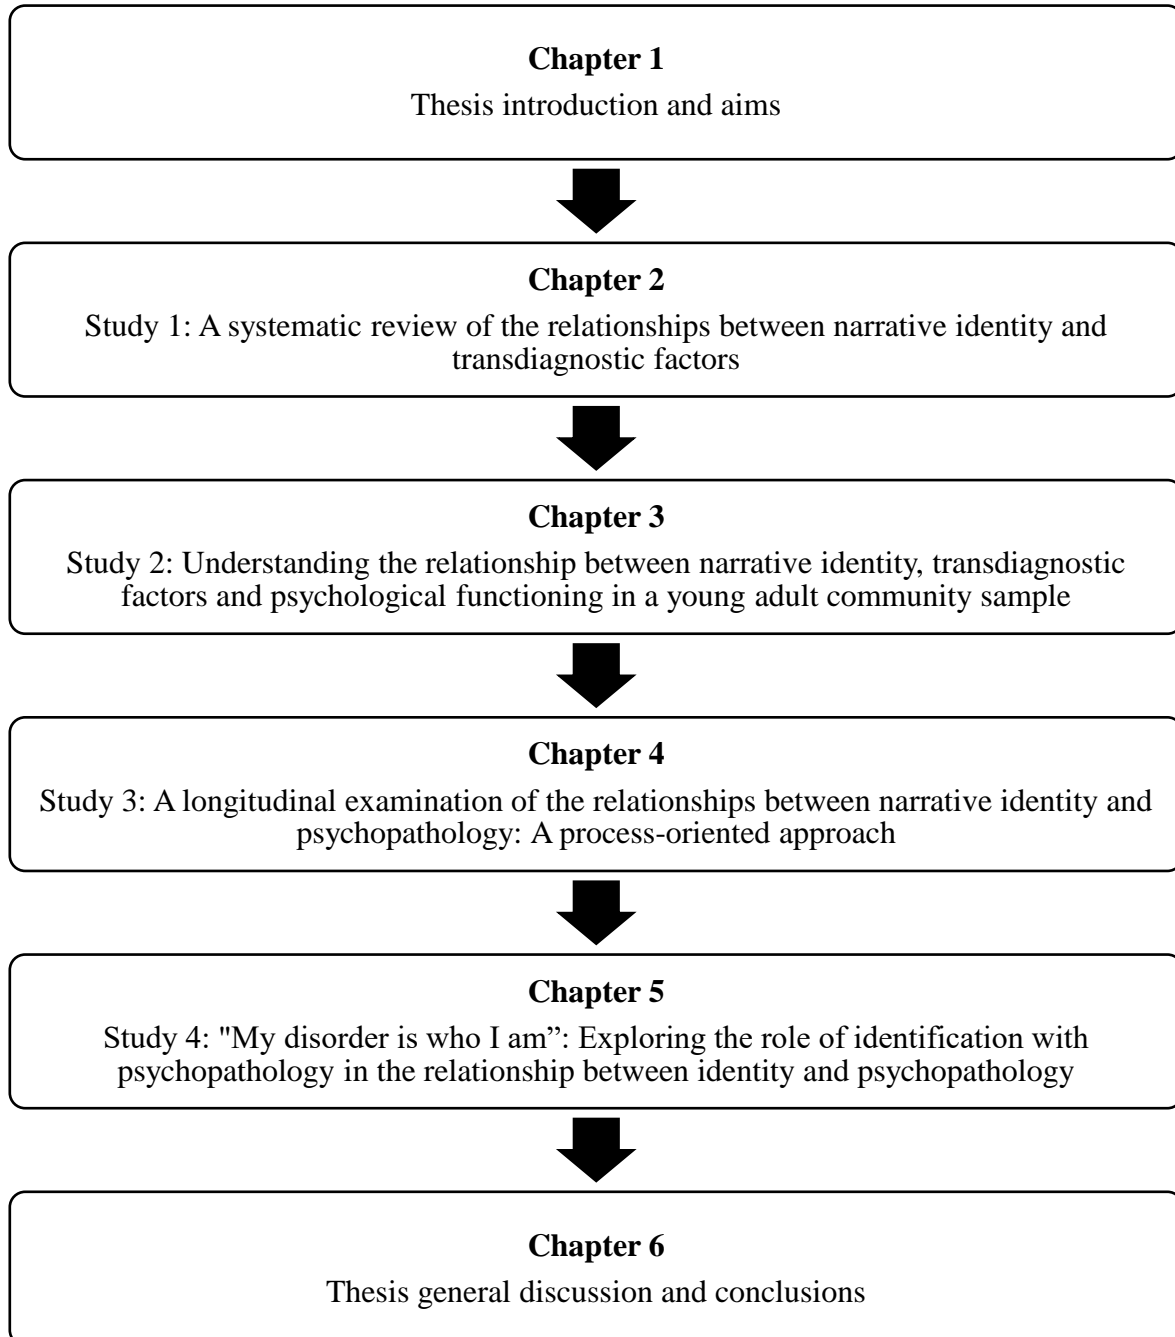 Chapter 1
Thesis introduction and aims
Chapter 2
Study 1: A systematic review of the relationships between narrative identity and
transdiagnostic factors
Chapter 3
Study 2: Understanding the relationship between narrative identity, transdiagnostic
factors and psychological functioning in a young adult community sample
Chapter 4
Study 3: A longitudinal examination of the relationships between narrative identity and
psychopathology: A process-oriented approach
Chapter 5
Study 4: "My disorder is who I am”: Exploring the role of identification with
psychopathology in the relationship between identity and psychopathology
Chapter 6
Thesis general discussion and conclusions